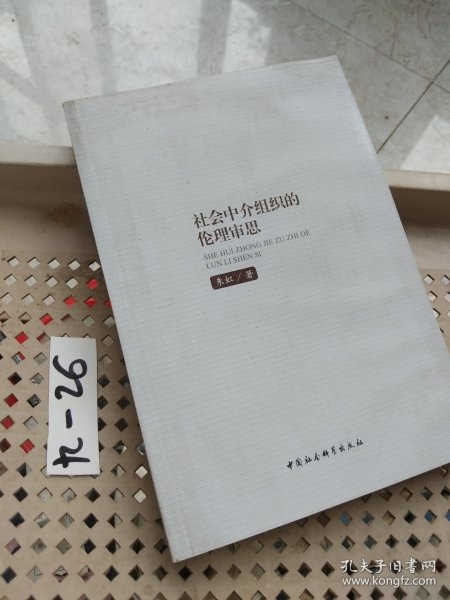 社会中介组织的
伦理审思
SHE HUI ZHONG JIE ZU ZHI DE
LUN LI SHEN SI
朱虹/著
中国社会科学出版社
孔夫子旧书网
www.kongfz.com